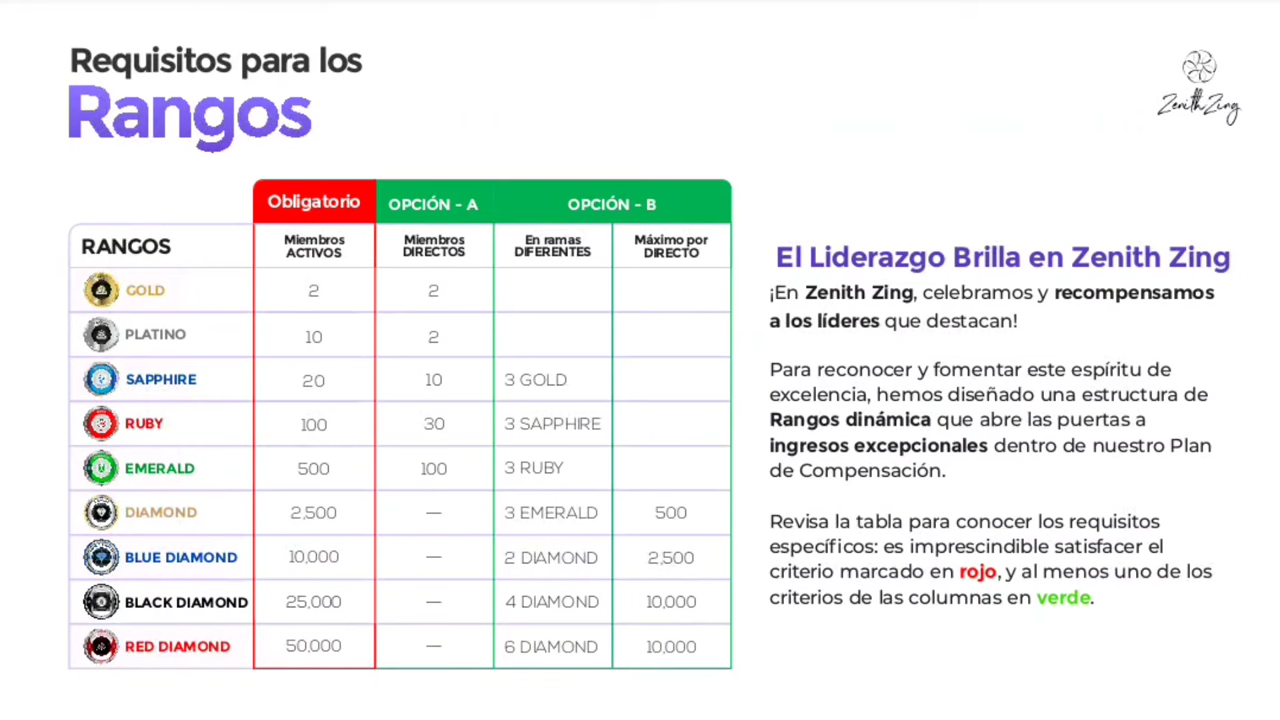 Requisitos para los
Rangos
Zenith Zing
Obligatorio OPCIÓN - A OPCIÓN - B
RANGOS Miembros ACTIVOS Miembros DIRECTOS En ramas DIFERENTES Máximo por DIRECTO
GOLD 2 2
PLATINO 10 2
SAPPHIRE 20 10 3 GOLD
RUBY 100 30 3 SAPPHIRE
EMERALD 500 100 3 RUBY
DIAMOND 2,500 — 3 EMERALD 500
BLUE DIAMOND 10,000 — 2 DIAMOND 2,500
BLACK DIAMOND 25,000 — 4 DIAMOND 10,000
RED DIAMOND 50,000 — 6 DIAMOND 10,000
El Liderazgo Brilla en Zenith Zing
¡En Zenith Zing, celebramos y recompensamos
a los líderes que destacan!
Para reconocer y fomentar este espíritu de
excelencia, hemos diseñado una estructura de
Rangos dinámica que abre las puertas a
ingresos excepcionales dentro de nuestro Plan
de Compensación.
Revisa la tabla para conocer los requisitos
específicos: es imprescindible satisfacer el
criterio marcado en rojo, y al menos uno de los
criterios de las columnas en verde.